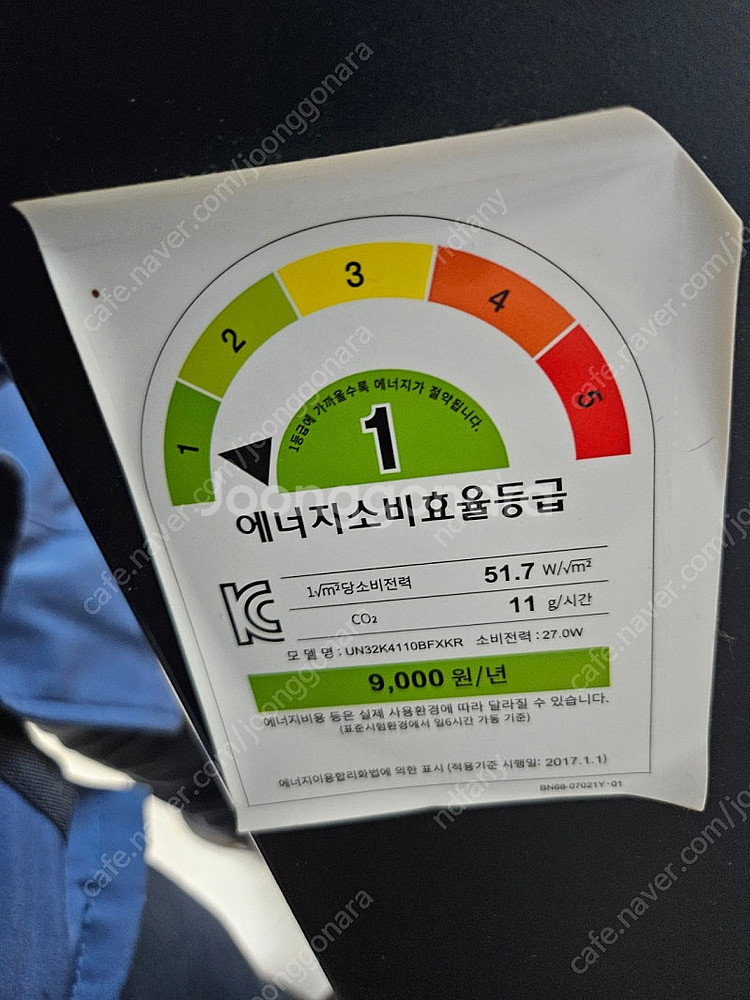 1
2
3
4
5
1등급에 가까울수록 에너지가 절약됩니다.
1
에너지소비효율등급
1√m²당소비전력 51.7 W/√m²
CO₂ 11 g/시간
모델명 : UN32K4110BFXKR 소비전력 : 27.0W
9,000 원/년
에너지비용 등은 실제 사용환경에 따라 달라질 수 있습니다.
(표준시험환경에서 일6시간 가동 기준)
에너지이용합리화법에 의한 표시 (적용기준 시행일: 2017.1.1)
BN68-07021Y-01
Joonggonara
cafe.naver.com/joonggonara
ndfiany